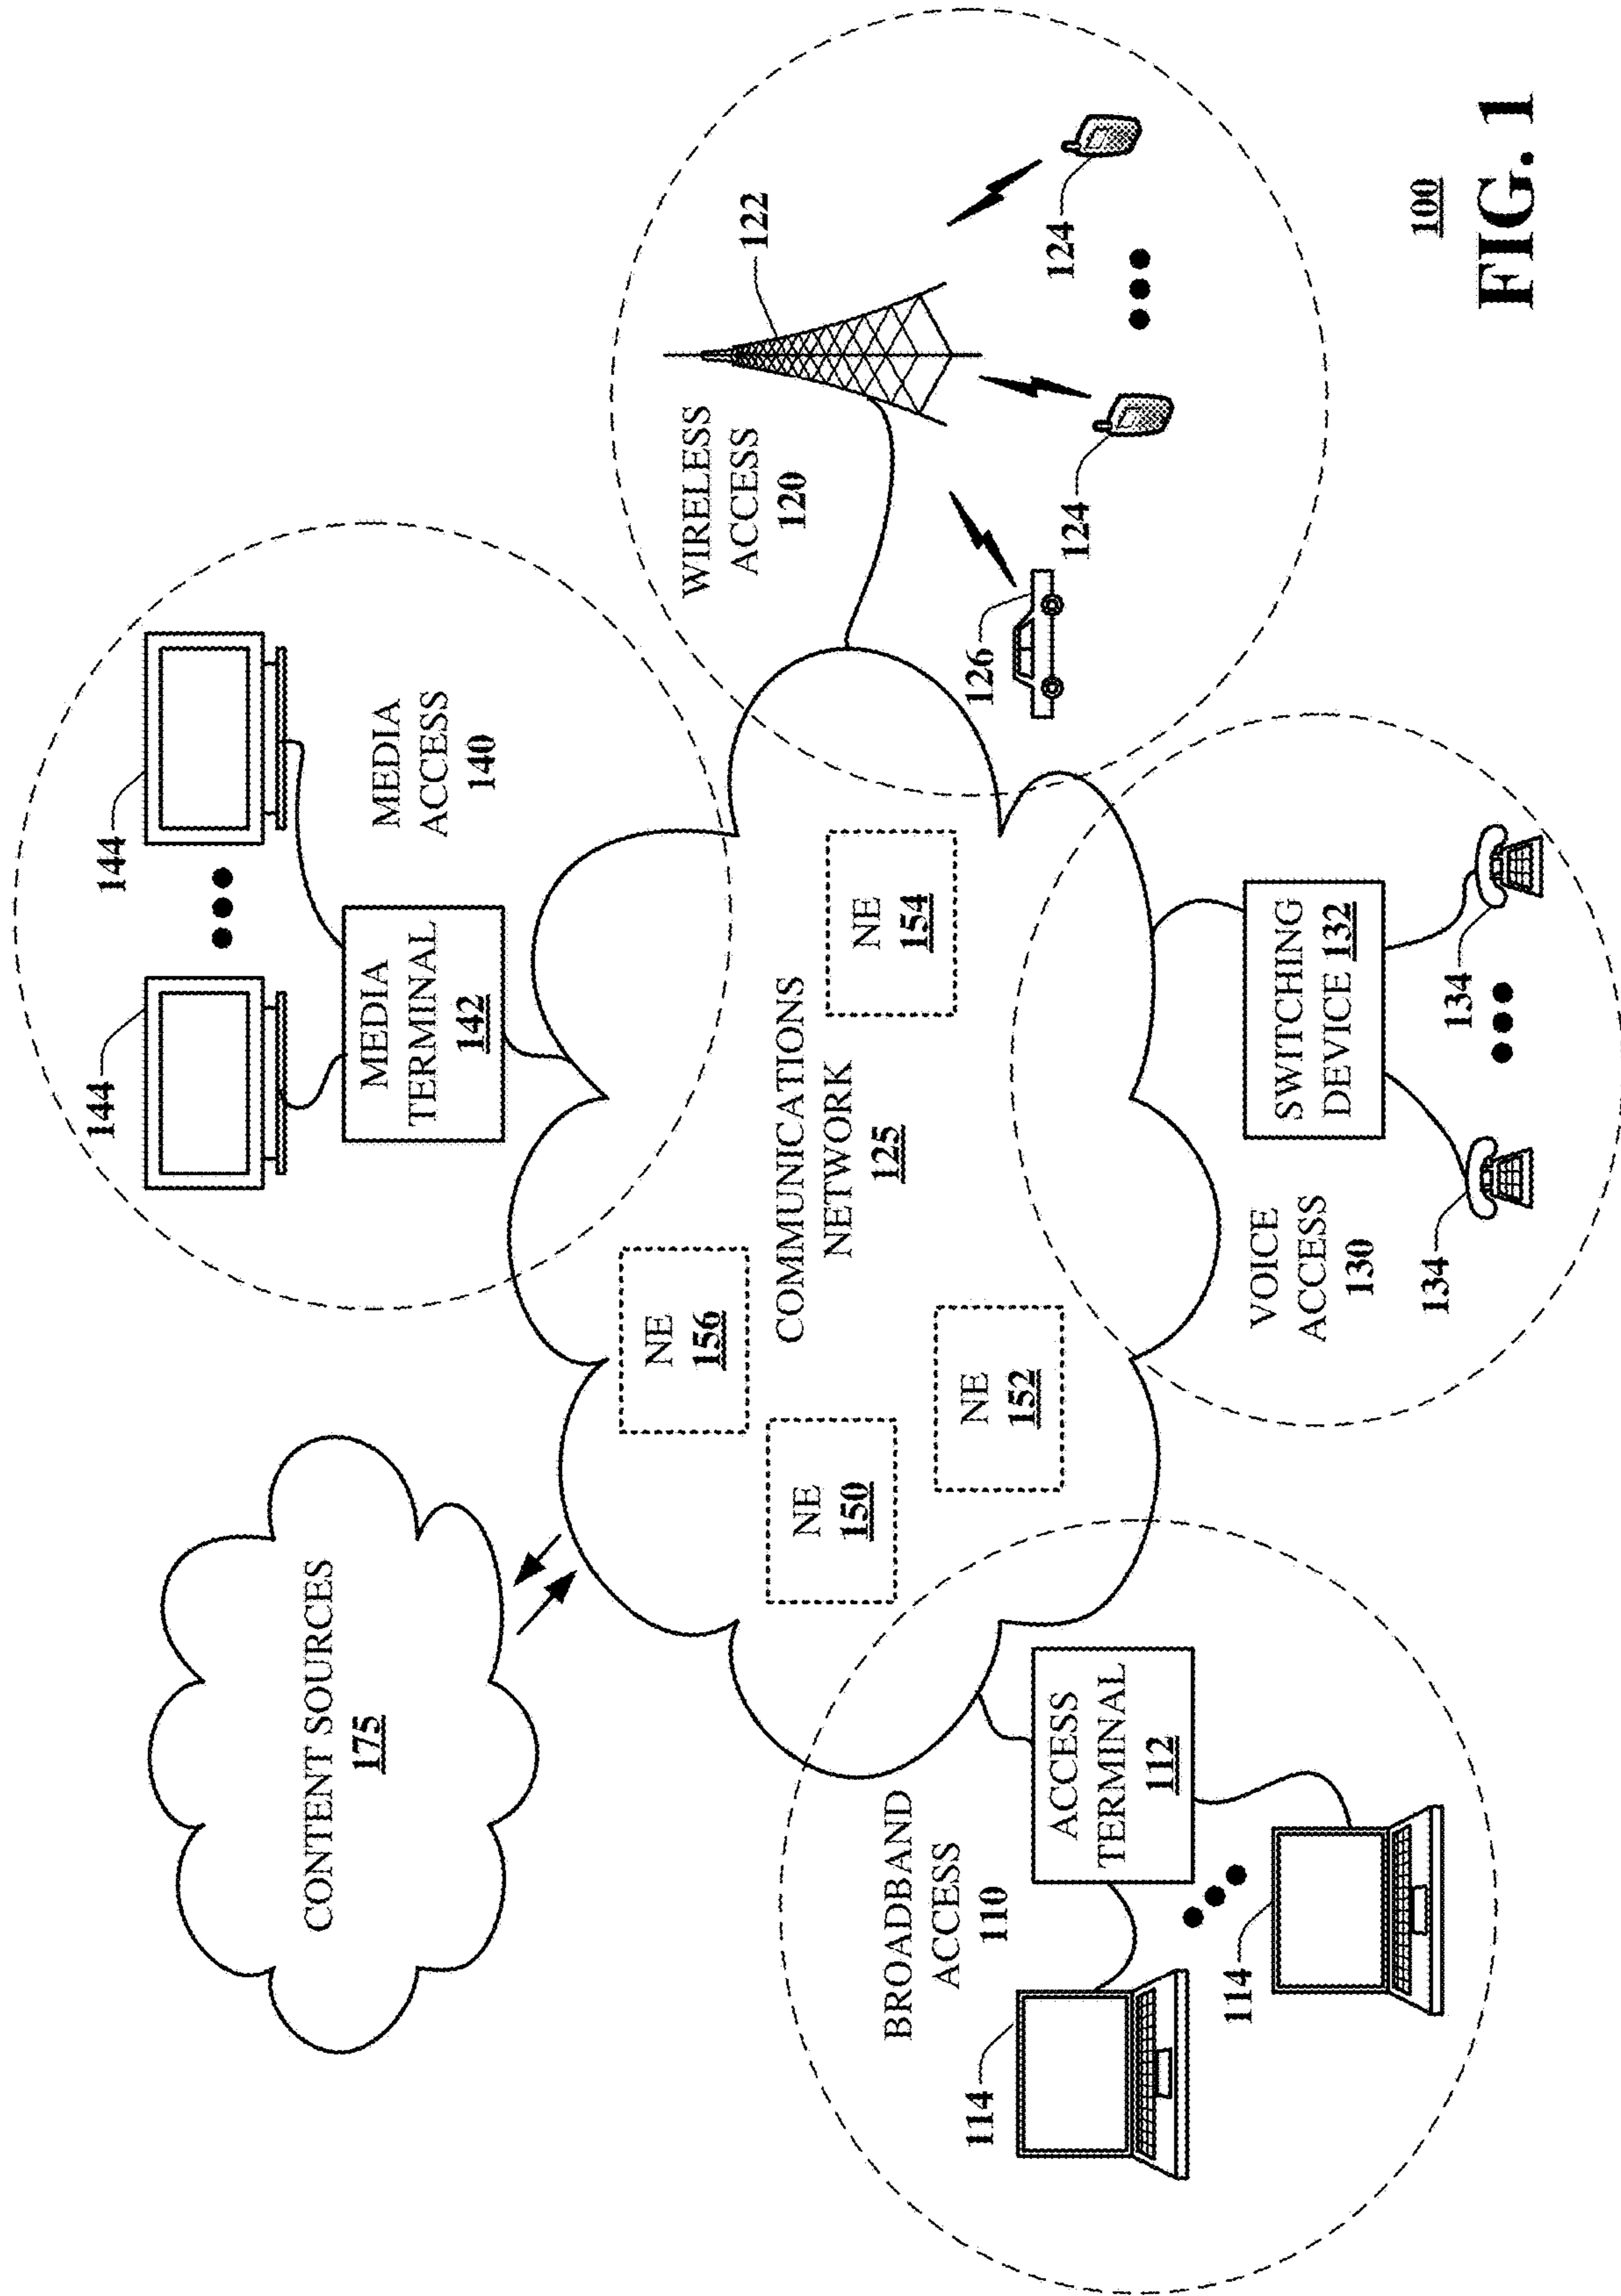 CONTENT SOURCES
175
144
144
MEDIA
TERMINAL
142
MEDIA
ACCESS
140
NE
156
NE
150
COMMUNICATIONS
NETWORK
125
NE
152
NE
154
WIRELESS
ACCESS
120
122
126
124
124
BROADBAND
ACCESS
110
ACCESS
TERMINAL
112
114
114
VOICE
ACCESS
130
SWITCHING
DEVICE 132
134
134
100
FIG. 1